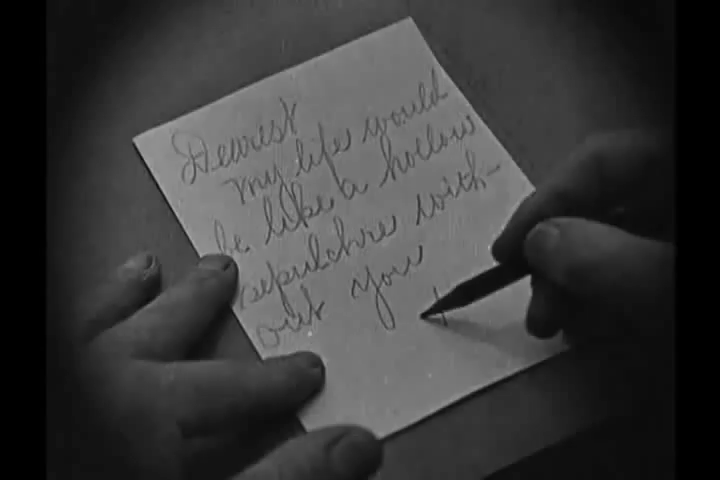 Dearest
my life would
be like a hollow
sepulchre with-
out you